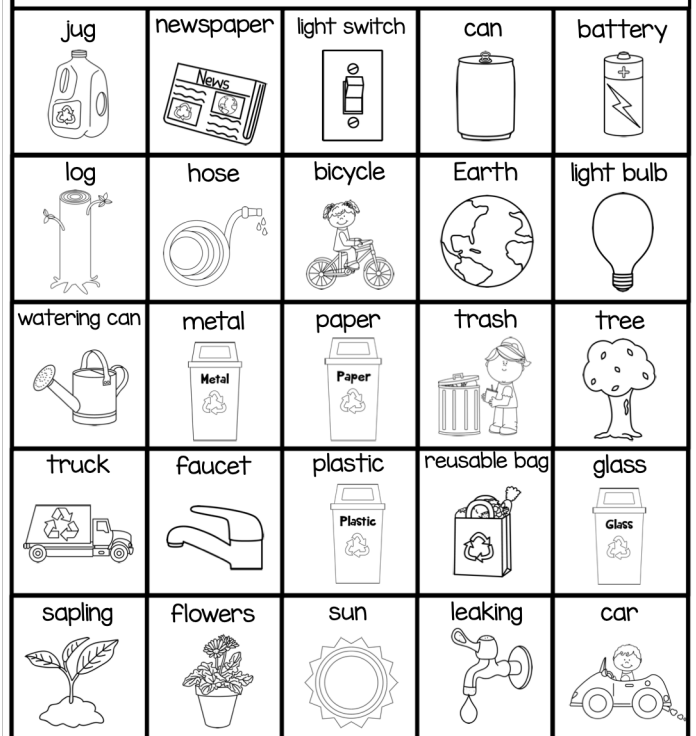 jug
newspaper
light switch
can
battery
News
log
hose
bicycle
Earth
light bulb
watering can
metal
paper
trash
tree
Metal
Paper
truck
faucet
plastic
reusable bag
glass
Plastic
Glass
sapling
flowers
sun
leaking
car